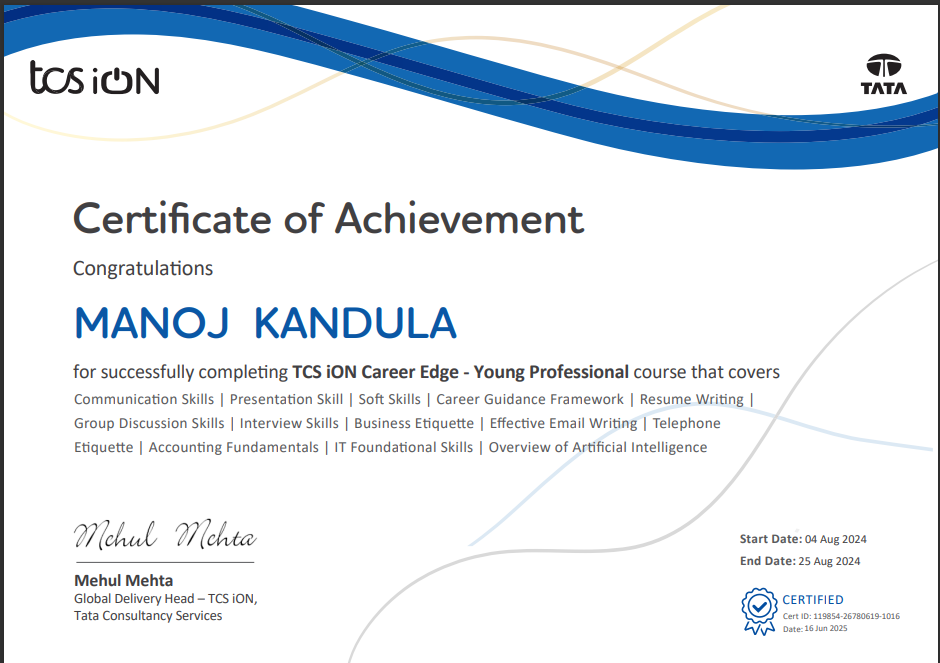 tcs iON
TATA
Certificate of Achievement
Congratulations
MANOJ KANDULA
for successfully completing TCS iON Career Edge - Young Professional course that covers
Communication Skills | Presentation Skill | Soft Skills | Career Guidance Framework | Resume Writing |
Group Discussion Skills | Interview Skills | Business Etiquette | Effective Email Writing | Telephone
Etiquette | Accounting Fundamentals | IT Foundational Skills | Overview of Artificial Intelligence
Mehul Mehta
Mehul Mehta
Global Delivery Head – TCS iON,
Tata Consultancy Services
Start Date: 04 Aug 2024
End Date: 25 Aug 2024
CERTIFIED
Cert ID: 119854-26780619-1016
Date: 16 Jun 2025